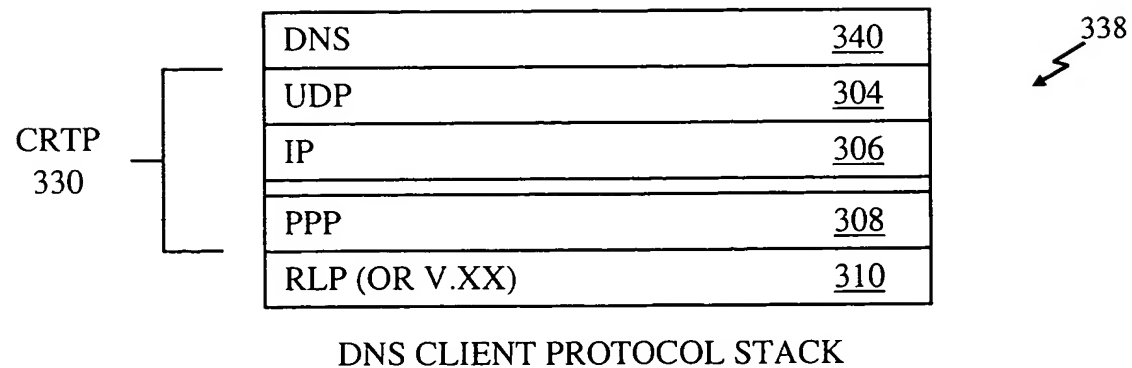 338
DNS 340
UDP 304
CRTP
330
IP 306
PPP 308
RLP (OR V.XX) 310
DNS CLIENT PROTOCOL STACK